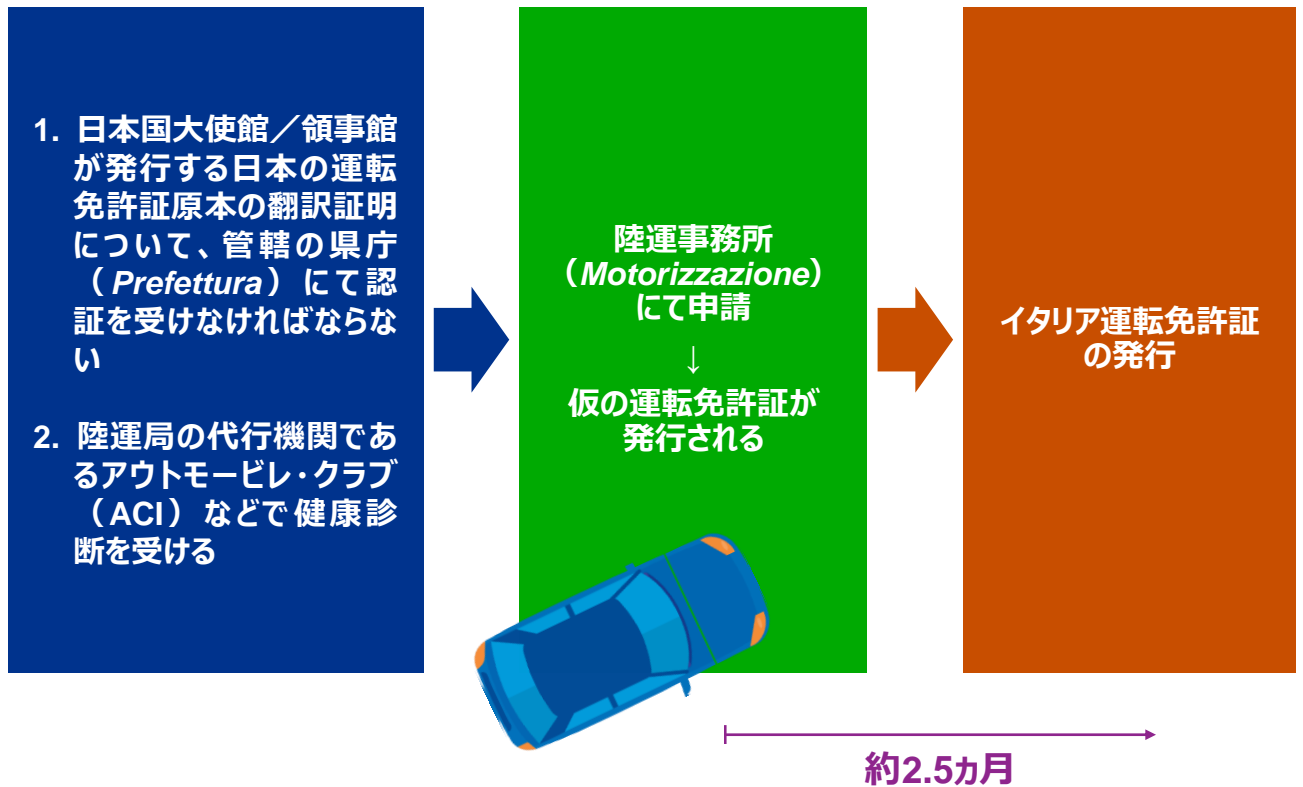 1. 日本国大使館／領事館
が発行する日本の運転
免許証原本の翻訳証明
について、管轄の県庁
（Prefettura）にて認
証を受けなければならな
い
2. 陸運局の代行機関であ
るアウトモービレ・クラブ
（ACI）などで健康診
断を受ける
陸運事務所
（Motorizzazione）
にて申請
↓
仮の運転免許証が
発行される
イタリア運転免許証
の発行
約2.5カ月